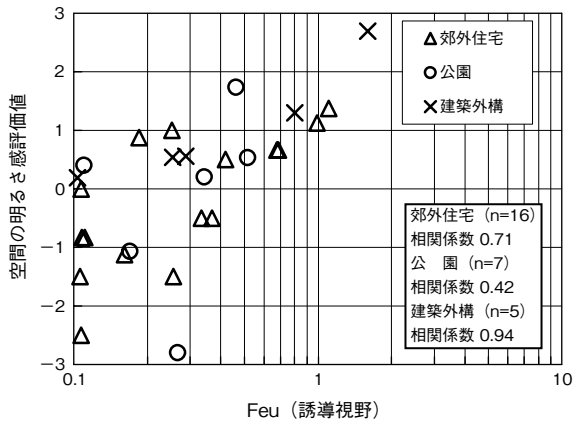 3
2
1
0
−1
−2
−3
空間の明るさ感評価値
郊外住宅
公園
建築外構
郊外住宅（n=16）
相関係数 0.71
公　園（n=7）
相関係数 0.42
建築外構（n=5）
相関係数 0.94
0.1
1
10
Feu（誘導視野）